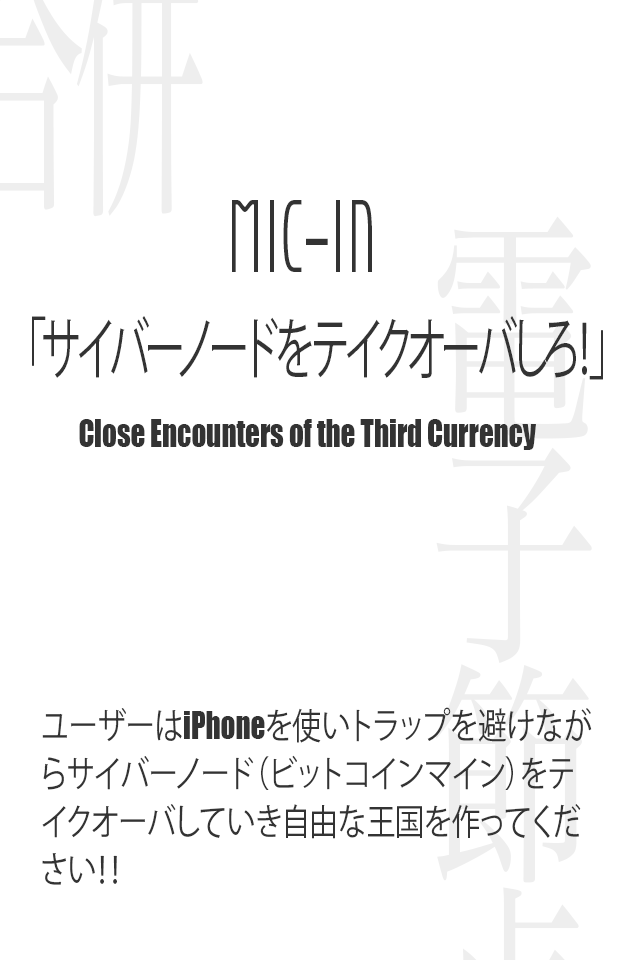 MIC-IN
「サイバーノードをテイクオーバしろ!」
Close Encounters of the Third Currency
ユーザーはiPhoneを使いトラップを避けなが
らサイバーノード(ビットコインマイン)をテ
イクオーバしていき自由な王国を作ってくだ
さい!!
電子節